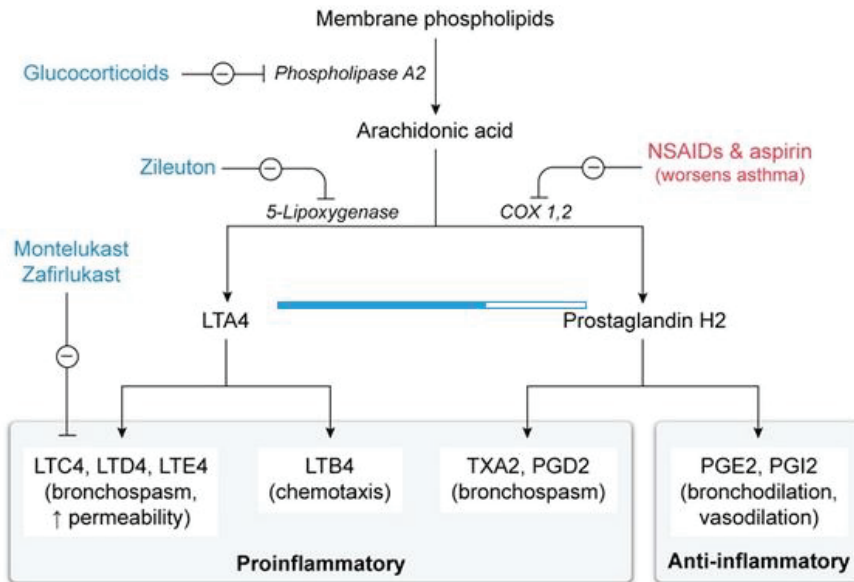 Membrane phospholipids
Glucocorticoids
Phospholipase A2
Arachidonic acid
Zileuton
NSAIDs & aspirin
(worsens asthma)
5-Lipoxygenase
COX 1,2
Montelukast
Zafirlukast
LTA4
Prostaglandin H2
LTC4, LTD4, LTE4
(bronchospasm,
↑ permeability)
LTB4
(chemotaxis)
TXA2, PGD2
(bronchospasm)
PGE2, PGI2
(bronchodilation,
vasodilation)
Proinflammatory
Anti-inflammatory